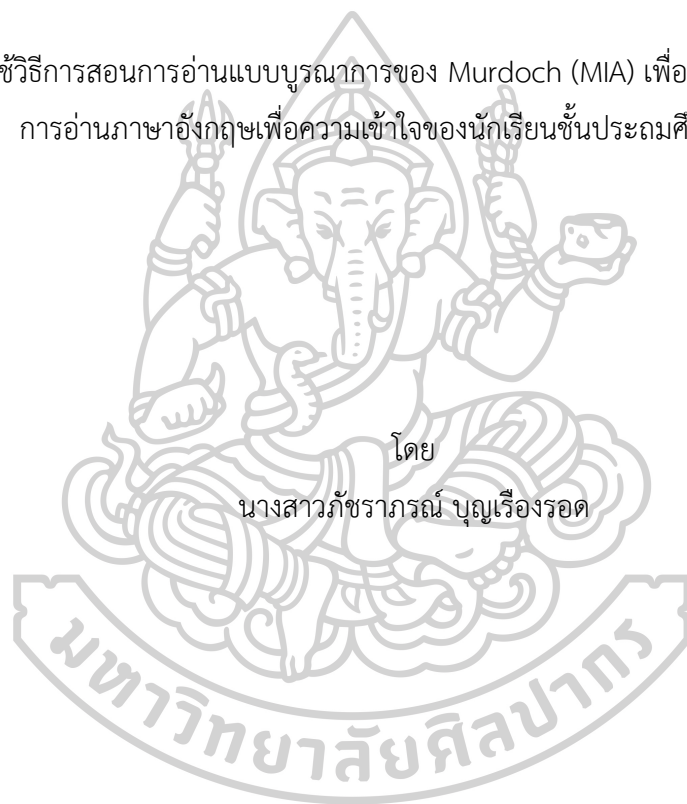 ช้วิธีการสอนการอ่านแบบบูรณาการของ Murdoch (MIA) เพื่อ
การอ่านภาษาอังกฤษเพื่อความเข้าใจของนักเรียนชั้นประถมศึ
โดย
นางสาวภัชราภรณ์ บุญเรืองรอด
มหาวิทยาลัยศิลปากร